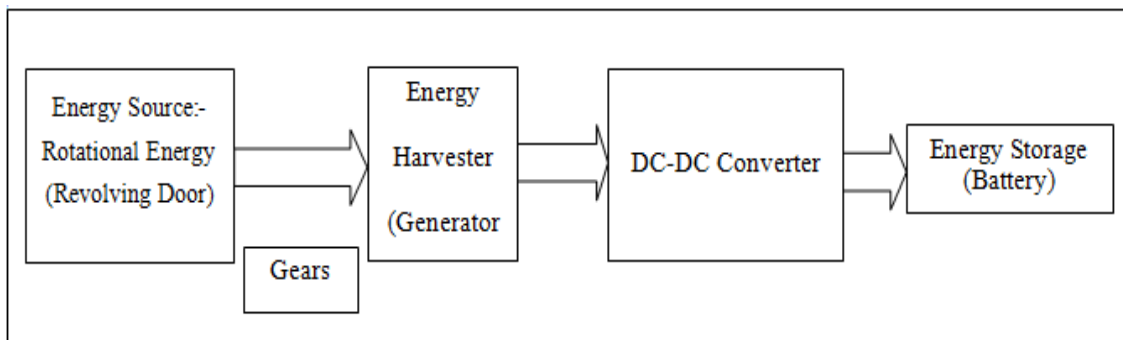 Energy Source:-
Rotational Energy
(Revolving Door)
Gears
Energy
Harvester
(Generator
DC-DC Converter
Energy Storage
(Battery)